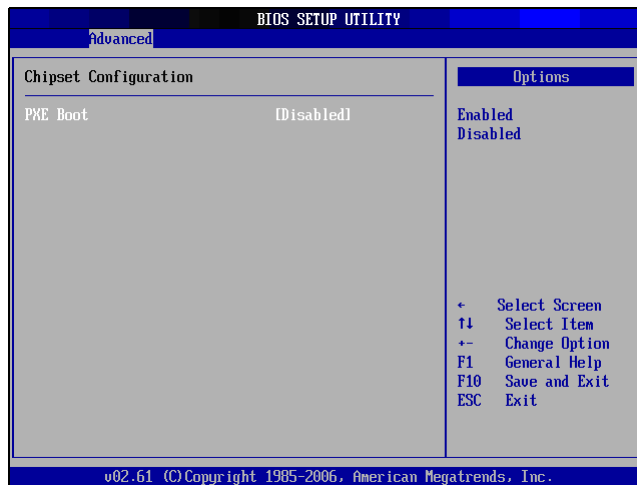 BIOS SETUP UTILITY
Advanced
Chipset Configuration
PXE Boot [Disabled]
Options
Enabled
Disabled
← Select Screen
↑↓ Select Item
+- Change Option
F1 General Help
F10 Save and Exit
ESC Exit
v02.61 (C)Copyright 1985-2006, American Megatrends, Inc.